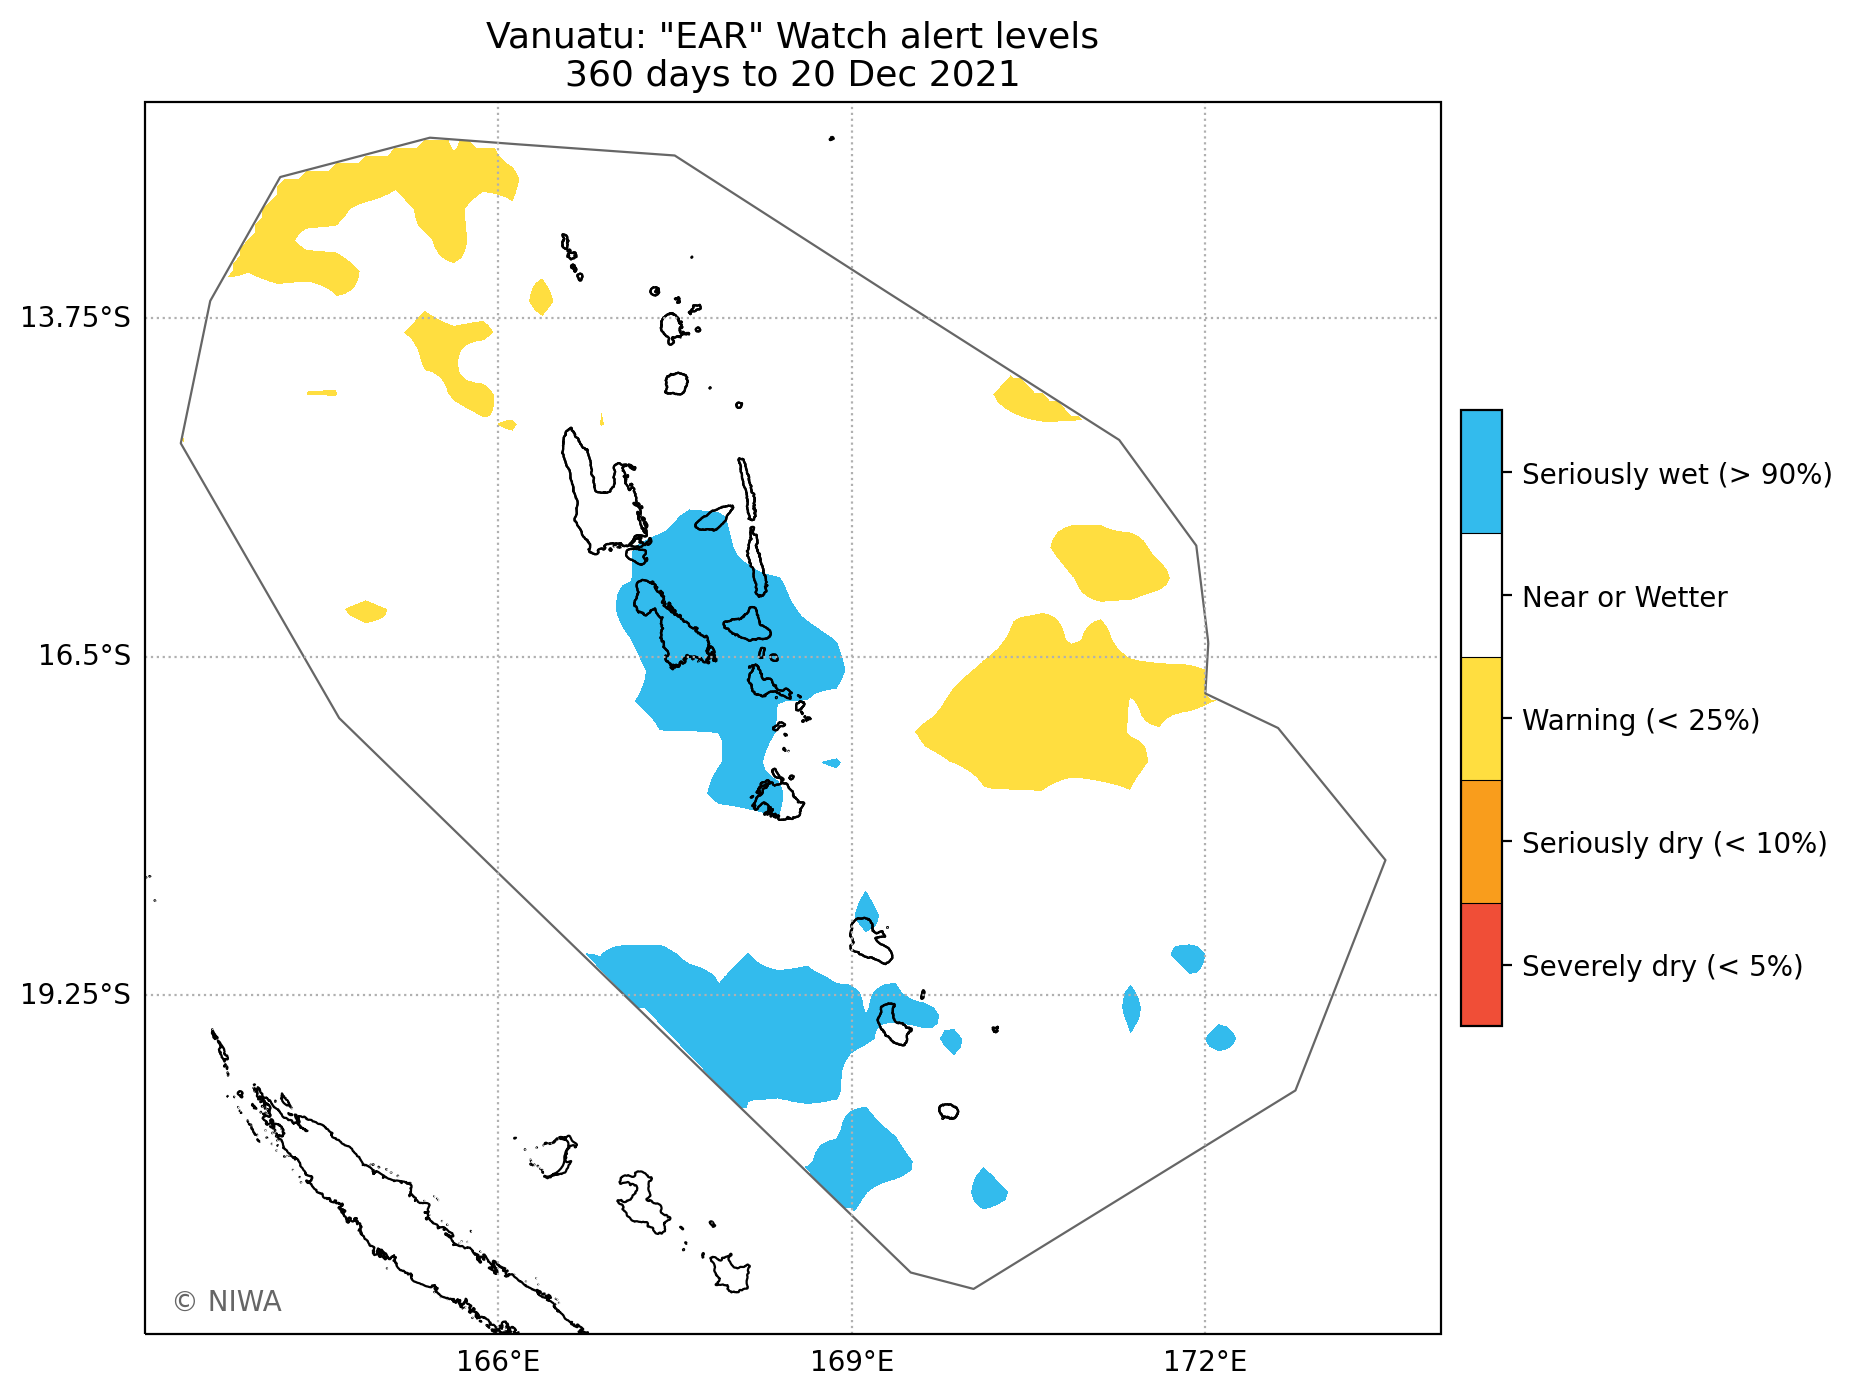 Vanuatu: "EAR" Watch alert levels
360 days to 20 Dec 2021
13.75°S
16.5°S
19.25°S
166°E
169°E
172°E
Seriously wet (> 90%)
Near or Wetter
Warning (< 25%)
Seriously dry (< 10%)
Severely dry (< 5%)
© NIWA